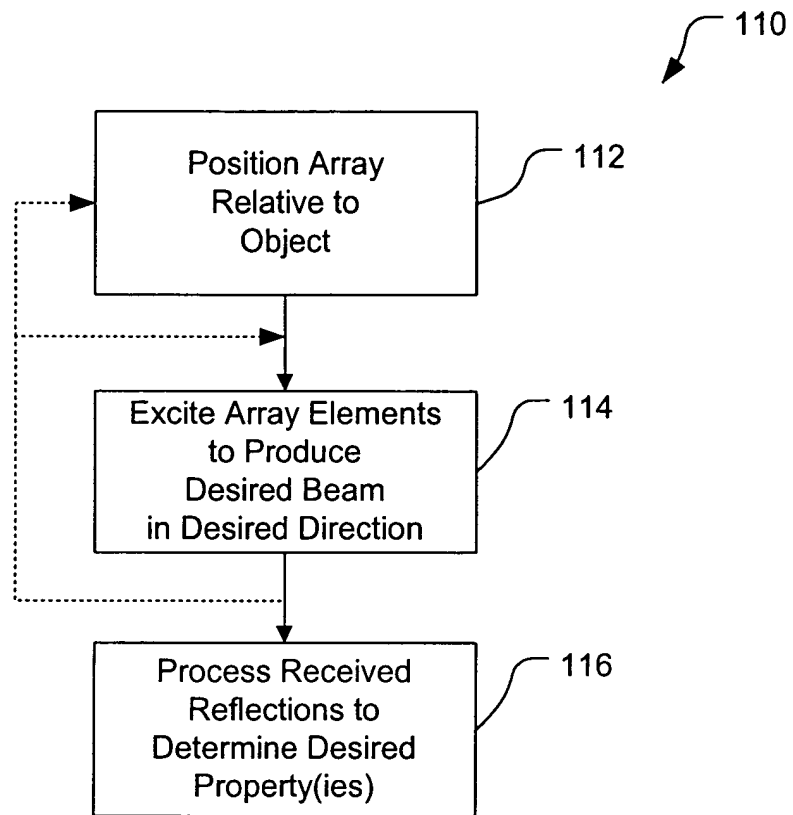 110
Position Array
Relative to
Object
112
Excite Array Elements
to Produce
Desired Beam
in Desired Direction
114
Process Received
Reflections to
Determine Desired
Property(ies)
116